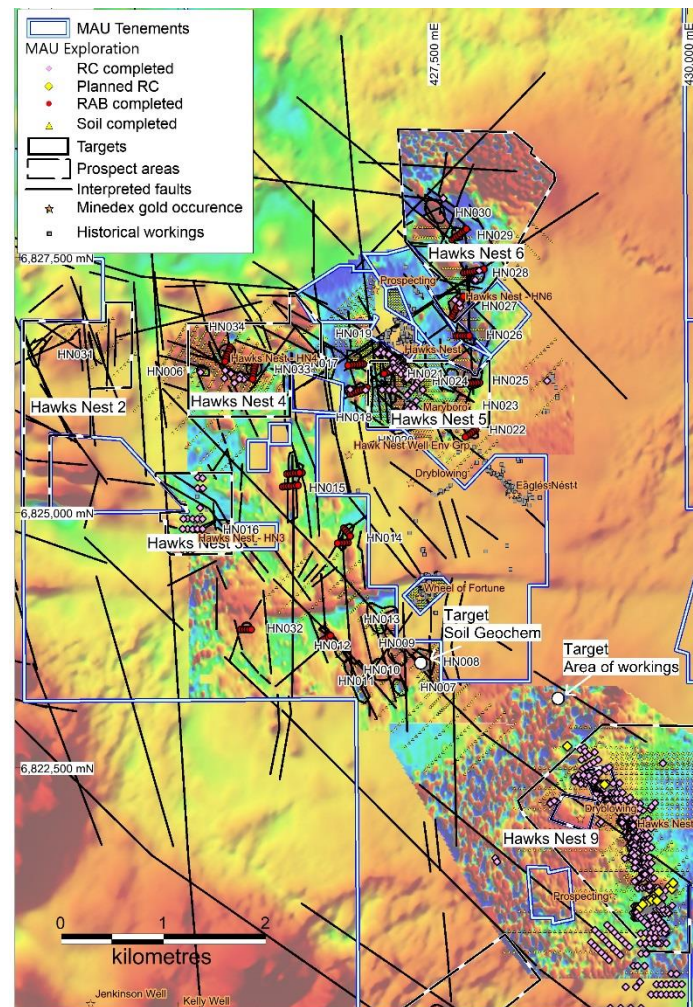 MAU Tenements
MAU Exploration
RC completed
Planned RC
RAB completed
Soil completed
Targets
Prospect areas
Interpreted faults
Minedex gold occurence
Historical workings
427,500 mE
430,000 mE
HN030
HN029
Hawks Nest 6
6,827,500 mN
HN028
Prospecting
HN027
Hawks Nest - HN6
HN034
HN019
HN026
HN031
Hawks Nest
Hawks Nest - HN4
HN006
HN033
HN021
HN024
HN025
Hawks Nest 2
Hawks Nest 4
Maryboro
HN018
HN023
Hawks Nest 5
HN022
Hawk Nest Well Env Grp
Dryblowing
HN015
Eagles Nest
6,825,000 mN
HN016
Hawks Nest - HN3
HN014
Wheel of Fortune
HN013
Target
Soil Geochem
HN032
HN012
HN009
HN008
Target
Area of workings
HN010
HN011
HN007
6,822,500 mN
Dryblowing
Hawks Nest
Hawks Nest 9
Prospecting
0 1 2
kilometres
Jenkinson Well
Kelly Well